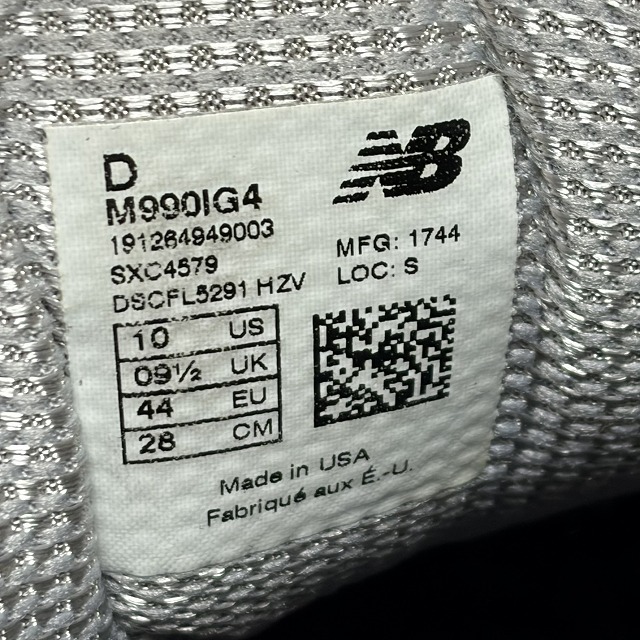 D
M990IG4
191264949003
SXC4579
DSCFL5291 HZV
NB
MFG: 1744
LOC: S
10 US
09½ UK
44 EU
28 CM
Made in USA
Fabriqué aux É.-U.